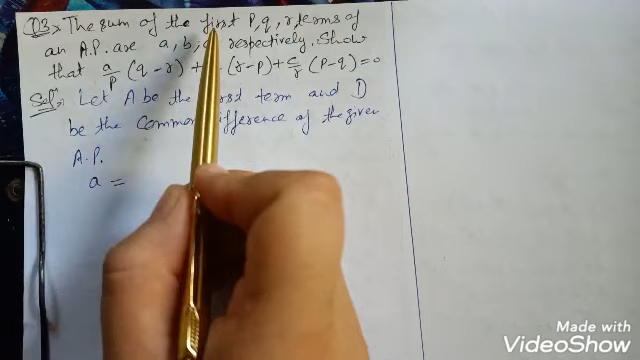 Q3> The sum of the first P, q, r, terms of
an A.P. are a, b, respectively. Show
that a/p (q-r) + (r-p) + c/r (p-q) = 0
Let A be the first term and D
be the Common difference of the given
A.P.
a =
Made with
VideoShow